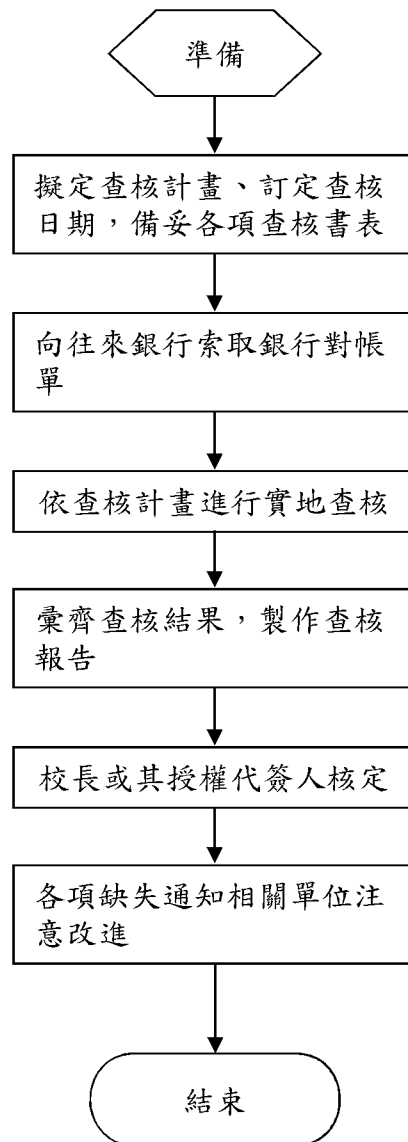 準備
擬定查核計畫、訂定查核
日期，備妥各項查核書表
向往來銀行索取銀行對帳
單
依查核計畫進行實地查核
彙齊查核結果，製作查核
報告
校長或其授權代簽人核定
各項缺失通知相關單位注
意改進
結束